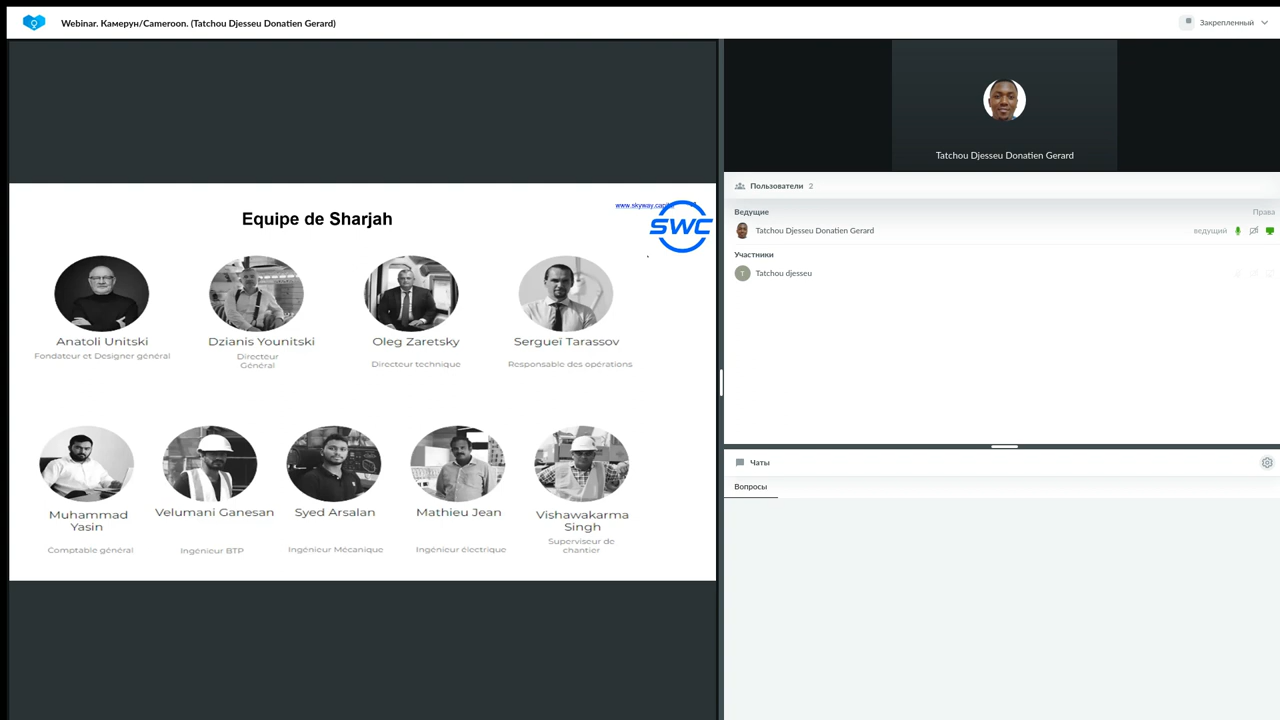 Webinar. Камерун/Cameroon. (Tatchou Djesseu Donatien Gerard)
Закрепленный
www.skyway.capital
Equipe de Sharjah
SWC
Anatoli Unitski
Fondateur et Designer général
Dzianis Younitski
Directeur
Général
Oleg Zaretsky
Directeur technique
Serguei Tarassov
Responsable des opérations
Muhammad
Yasin
Comptable général
Velumani Ganesan
Ingénieur BTP
Syed Arsalan
Ingénieur Mécanique
Mathieu Jean
Ingénieur électrique
Vishawakarma
Singh
Superviseur de
chantier
Tatchou Djesseu Donatien Gerard
Пользователи 2
Ведущие
Права
Tatchou Djesseu Donatien Gerard
ведущий
Участники
T
Tatchou djesseu
Чаты
Вопросы